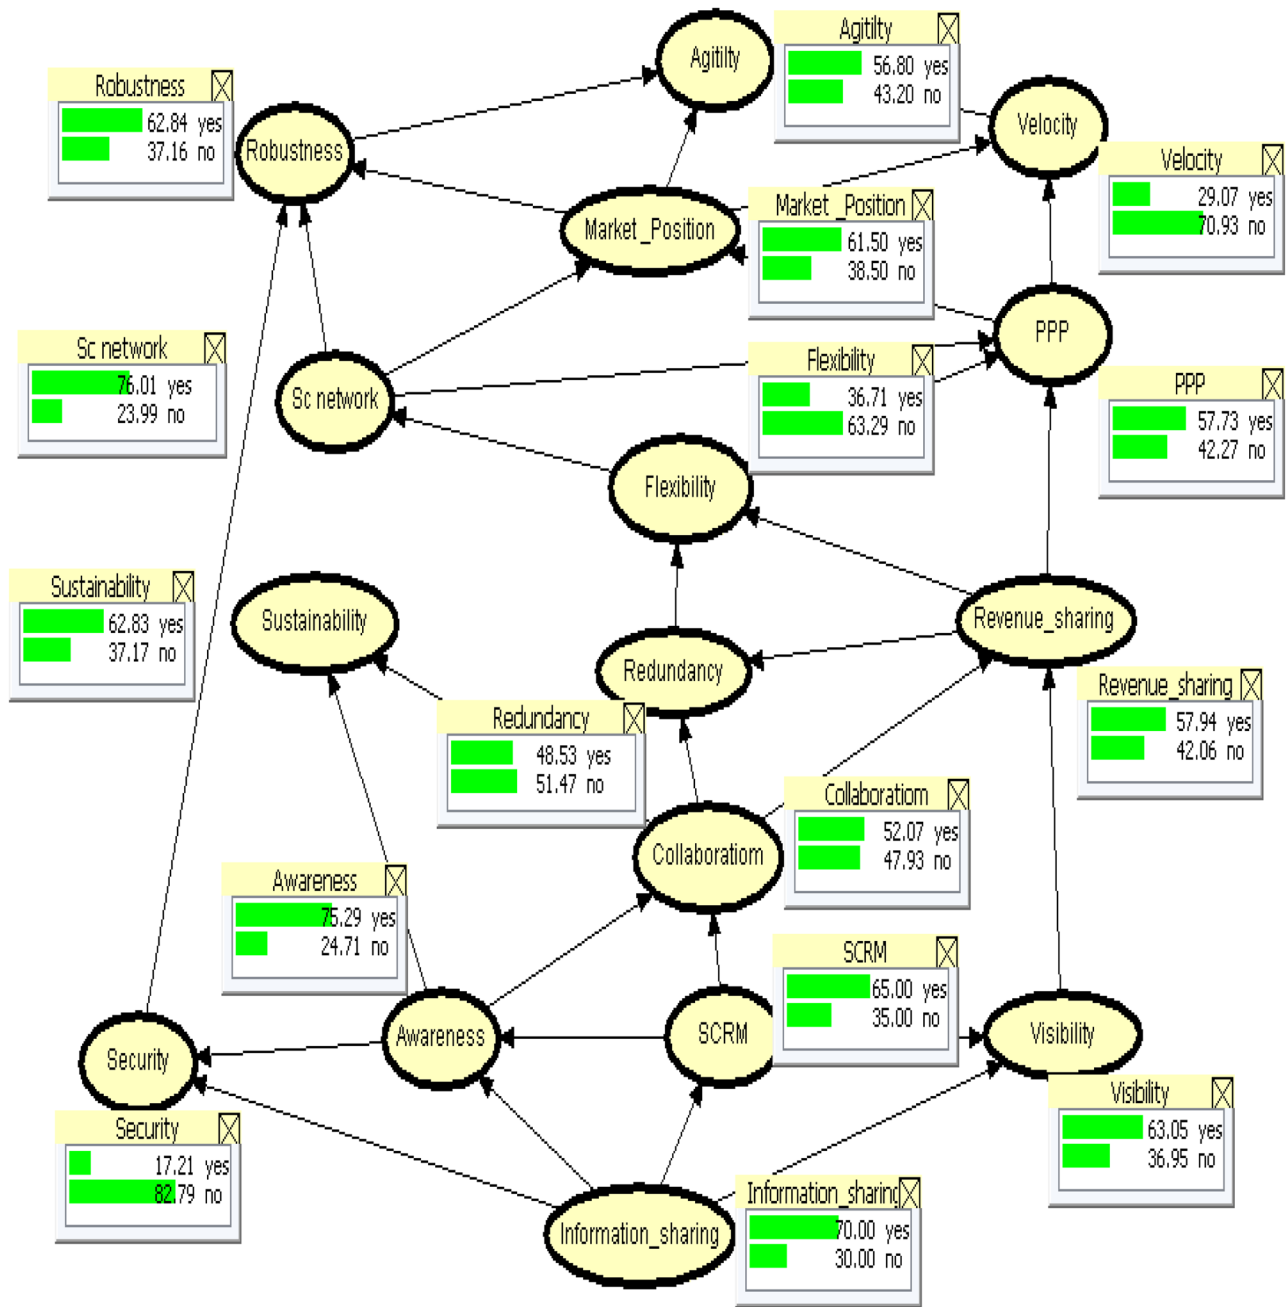 Agitilty
Agitilty
56.80 yes
43.20 no
Robustness
62.84 yes
37.16 no
Robustness
Velocity
Velocity
29.07 yes
70.93 no
Market_Position
Market _Position
61.50 yes
38.50 no
PPP
Sc network
76.01 yes
23.99 no
Sc network
Flexibility
36.71 yes
63.29 no
PPP
57.73 yes
42.27 no
Flexibility
Sustainability
62.83 yes
37.17 no
Sustainability
Revenue_sharing
Redundancy
Revenue_sharing
57.94 yes
42.06 no
Redundancy
48.53 yes
51.47 no
Collaboratiom
52.07 yes
47.93 no
Collaboratiom
Awareness
75.29 yes
24.71 no
SCRM
65.00 yes
35.00 no
Security
Awareness
SCRM
Visibility
Security
17.21 yes
82.79 no
Visibility
63.05 yes
36.95 no
Information_sharing
Information_sharing
70.00 yes
30.00 no